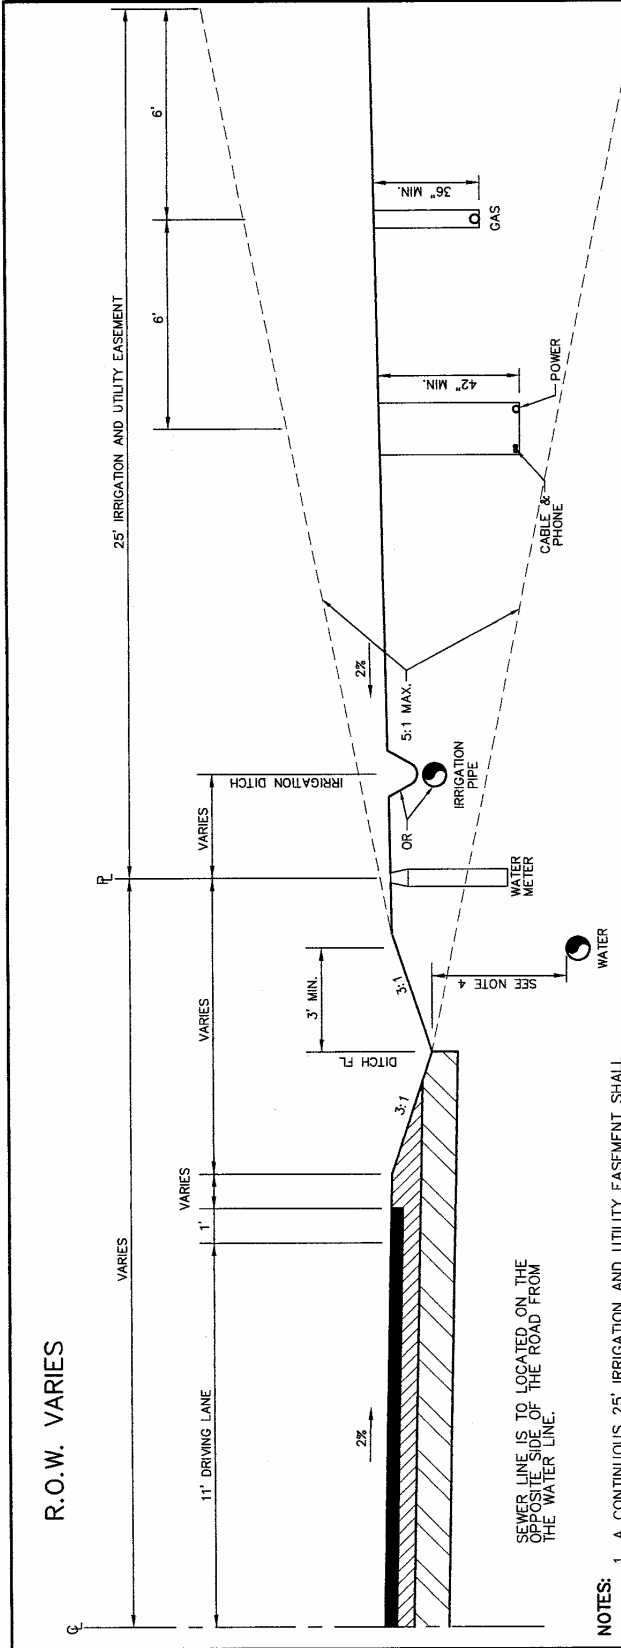 R.O.W. VARIES
℄
VARIES
℄
25' IRRIGATION AND UTILITY EASEMENT
11' DRIVING LANE
1'
VARIES
VARIES
VARIES
6'
6'
3' MIN.
DITCH FL
IRRIGATION DITCH
2%
2%
3:1
3:1
OR
5:1 MAX.
IRRIGATION
PIPE
WATER
METER
SEE NOTE 4
WATER
42" MIN.
36" MIN.
CABLE &
PHONE
POWER
GAS
SEWER LINE IS TO LOCATED ON THE
OPPOSITE SIDE OF THE ROAD FROM
THE WATER LINE.
NOTES:
1. A CONTINUOUS 25' IRRIGATION AND UTILITY EASEMENT SHALL